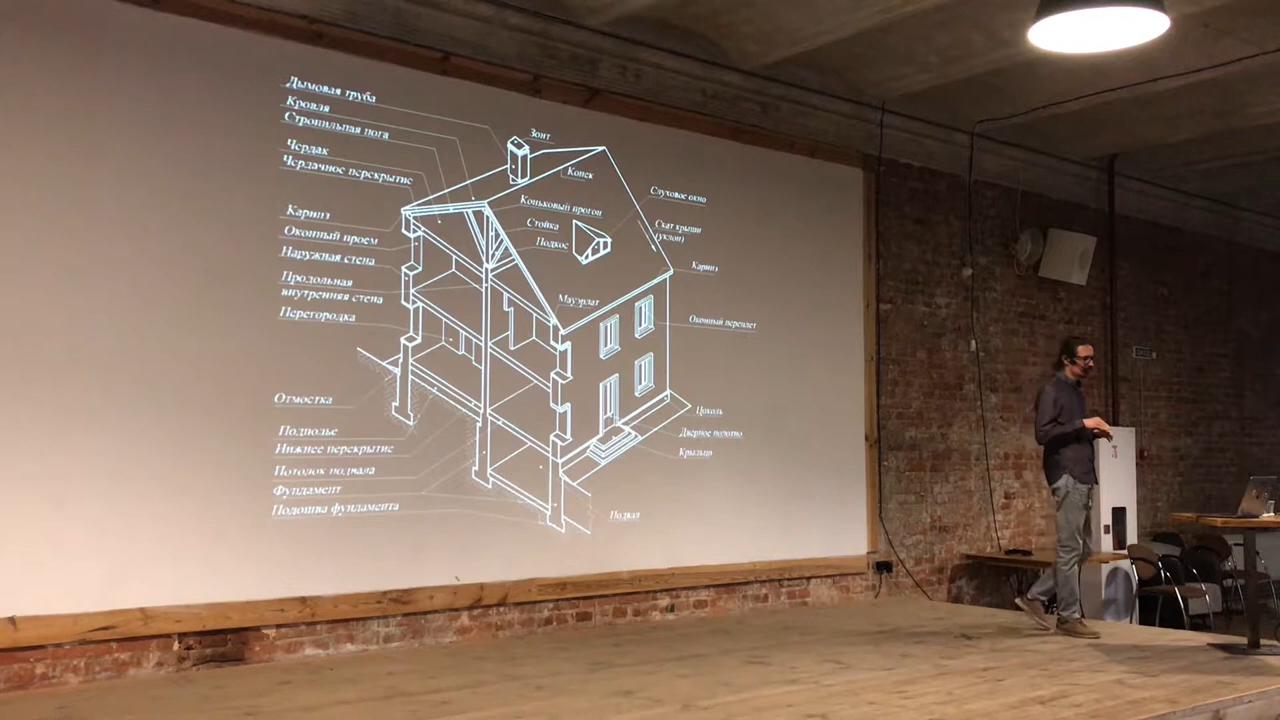 Дымовая труба
Кровля
Стропильная нога
Чердак
Чердачное перекрытие
Карниз
Оконный проем
Наружная стена
Продольная
внутренняя стена
Перегородка
Отмостка
Подполье
Нижнее перекрытие
Потолок подвала
Фундамент
Подошва фундамента
Зонт
Конек
Коньковый прогон
Стойка
Подкос
Мауэрлат
Слуховое окно
Скат крыши
(уклон)
Карниз
Оконный переплет
Цоколь
Дверное полотно
Крыльцо
Подвал